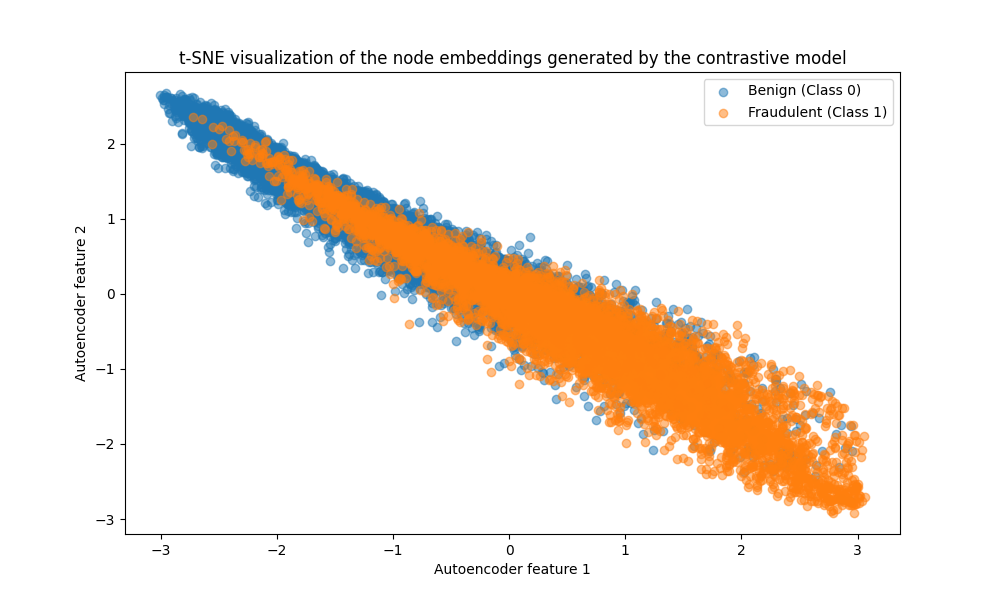 t-SNE visualization of the node embeddings generated by the contrastive model
Benign (Class 0)
Fraudulent (Class 1)
Autoencoder feature 2
2
1
0
−1
−2
−3
−3 −2 −1 0 1 2 3
Autoencoder feature 1